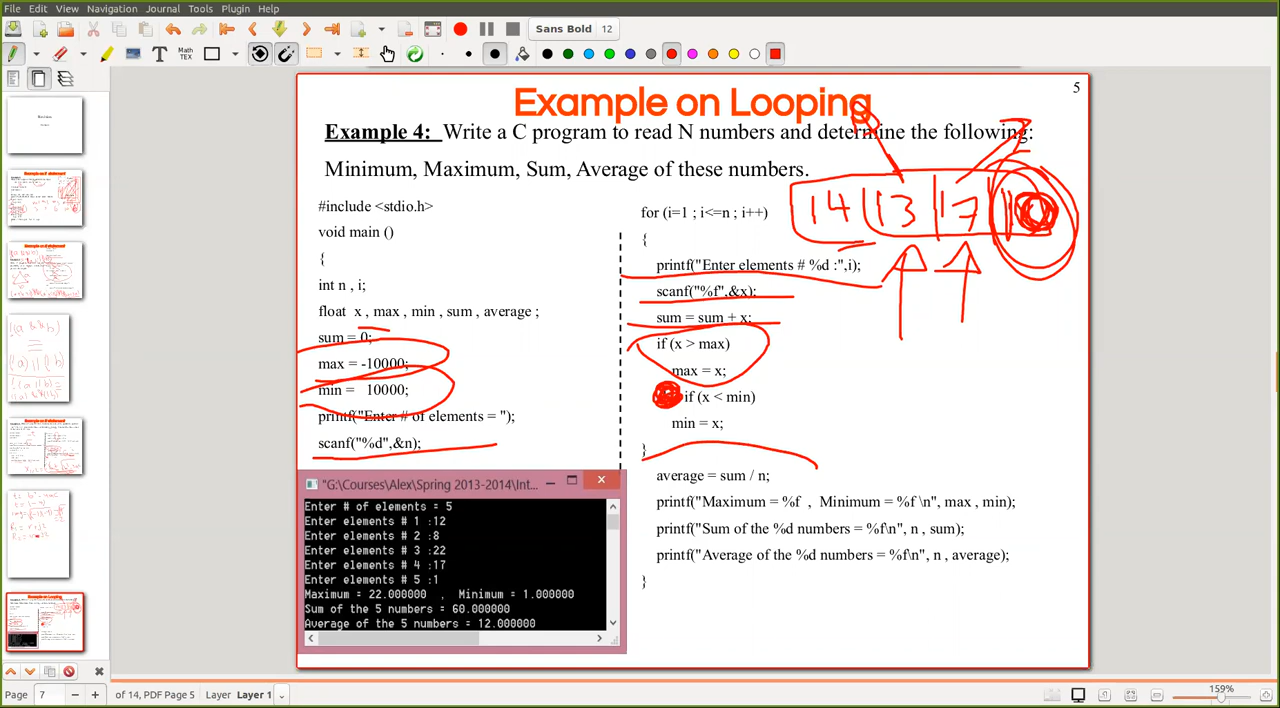 File Edit View Navigation Journal Tools Plugin Help
Sans Bold 12
Math
TEX
5
Example on Looping
Example 4: Write a C program to read N numbers and determine the following:
Minimum, Maximum, Sum, Average of these numbers.
#include <stdio.h>
void main ()
{
int n , i;
float x , max , min , sum , average ;
sum = 0;
max = -10000;
min = 10000;
printf("Enter # of elements = ");
scanf("%d",&n);
for (i=1 ; i<=n ; i++)
{
printf("Enter elements # %d :",i);
scanf("%f",&x);
sum = sum + x;
if (x > max)
max = x;
if (x < min)
min = x;
}
average = sum / n;
printf("Maximum = %f , Minimum = %f \n", max , min);
printf("Sum of the %d numbers = %f\n", n , sum);
printf("Average of the %d numbers = %f\n", n , average);
}
14 13 17
"G:\Courses\Alex\Spring 2013-2014\Int...
Enter # of elements = 5
Enter elements # 1 :12
Enter elements # 2 :8
Enter elements # 3 :22
Enter elements # 4 :17
Enter elements # 5 :1
Maximum = 22.000000 , Minimum = 1.000000
Sum of the 5 numbers = 60.000000
Average of the 5 numbers = 12.000000
Page 7 of 14, PDF Page 5 Layer Layer 1
159%